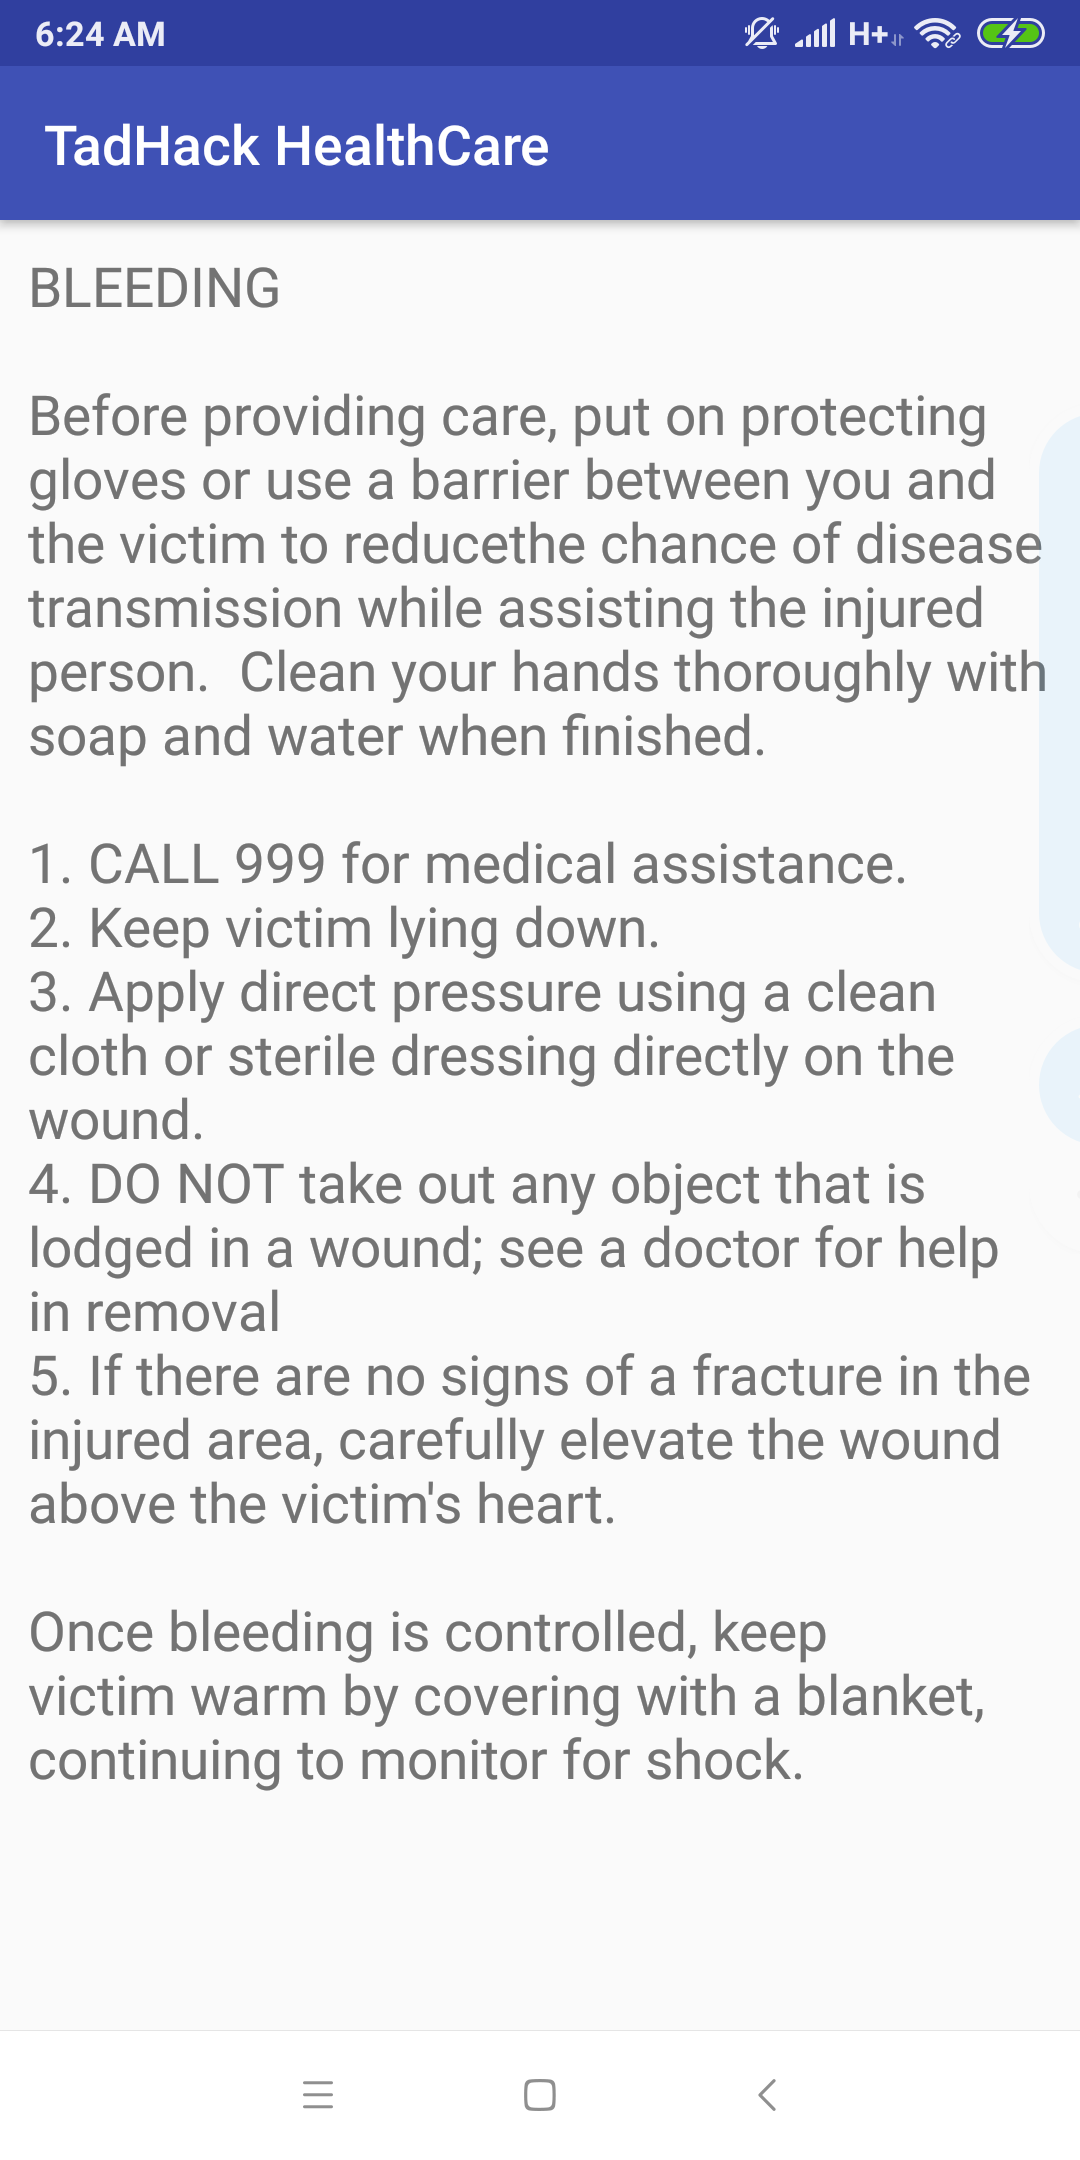 6:24 AM
H+
TadHack HealthCare
BLEEDING
Before providing care, put on protecting
gloves or use a barrier between you and
the victim to reducethe chance of disease
transmission while assisting the injured
person.  Clean your hands thoroughly with
soap and water when finished.
1. CALL 999 for medical assistance.
2. Keep victim lying down.
3. Apply direct pressure using a clean
cloth or sterile dressing directly on the
wound.
4. DO NOT take out any object that is
lodged in a wound; see a doctor for help
in removal
5. If there are no signs of a fracture in the
injured area, carefully elevate the wound
above the victim's heart.
Once bleeding is controlled, keep
victim warm by covering with a blanket,
continuing to monitor for shock.